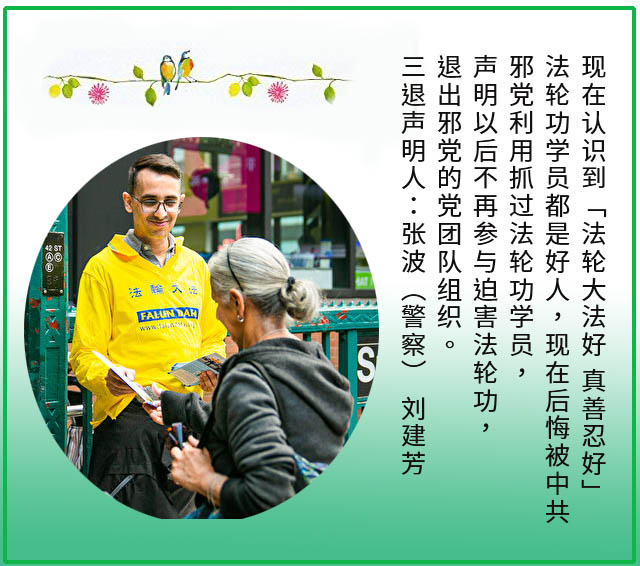 现在认识到「法轮大法好 真善忍好」
法轮功学员都是好人，现在后悔被中共
邪党利用抓过法轮功学员，
声明以后不再参与迫害法轮功，
退出邪党的党团队组织。
三退声明人：张波（警察） 刘建芳
42 ST
A C
E
法 轮 大 法
FALUN DAFA
S